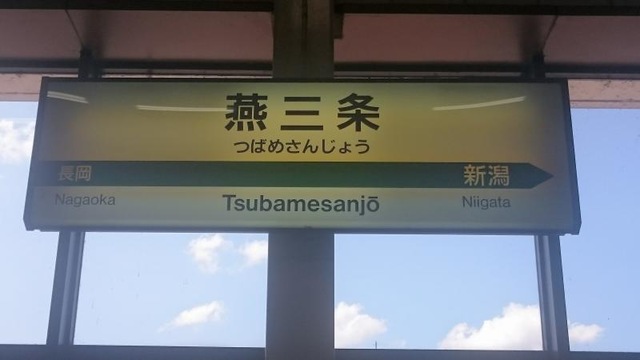 燕三条
つばめさんじょう
長岡 新潟
Nagaoka Tsubamesanjō Niigata